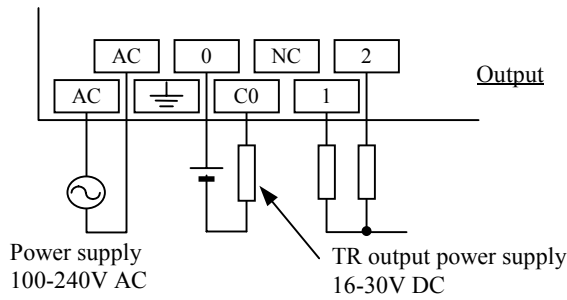 AC 0 NC 2
AC C0 1
Output
Power supply
100-240V AC
TR output power supply
16-30V DC